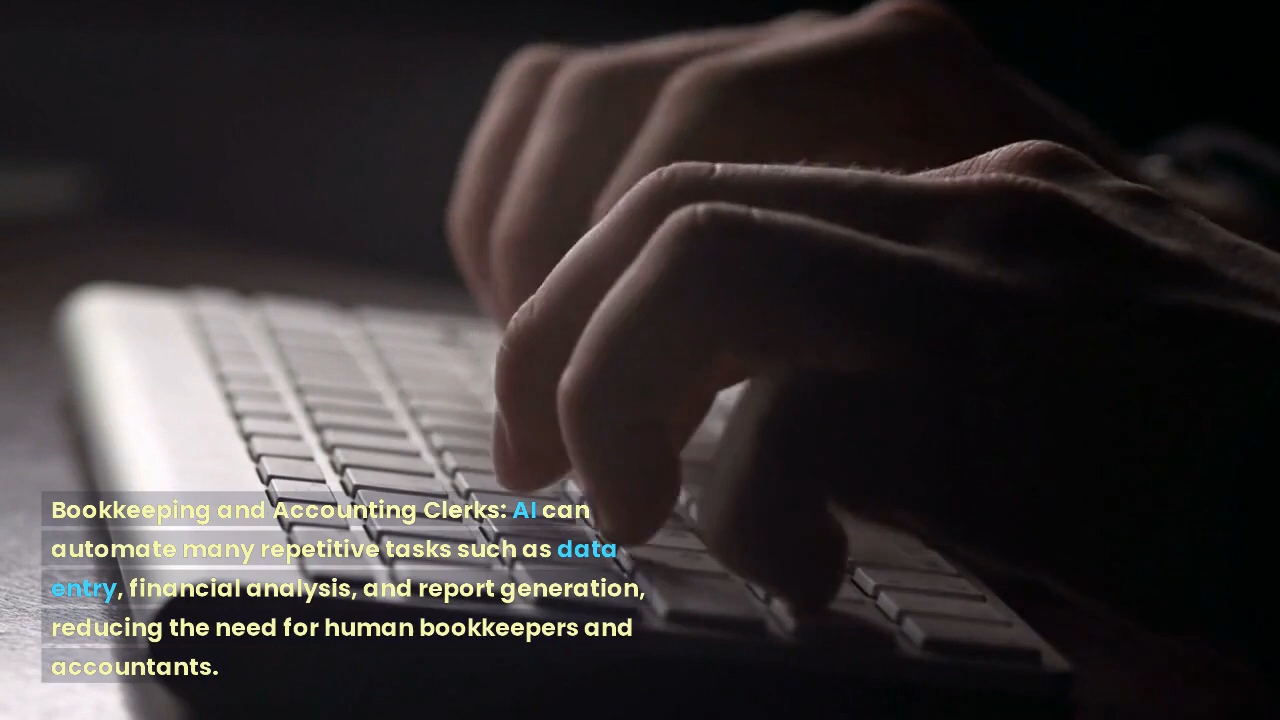 Bookkeeping and Accounting Clerks: AI can
automate many repetitive tasks such as data
entry, financial analysis, and report generation,
reducing the need for human bookkeepers and
accountants.